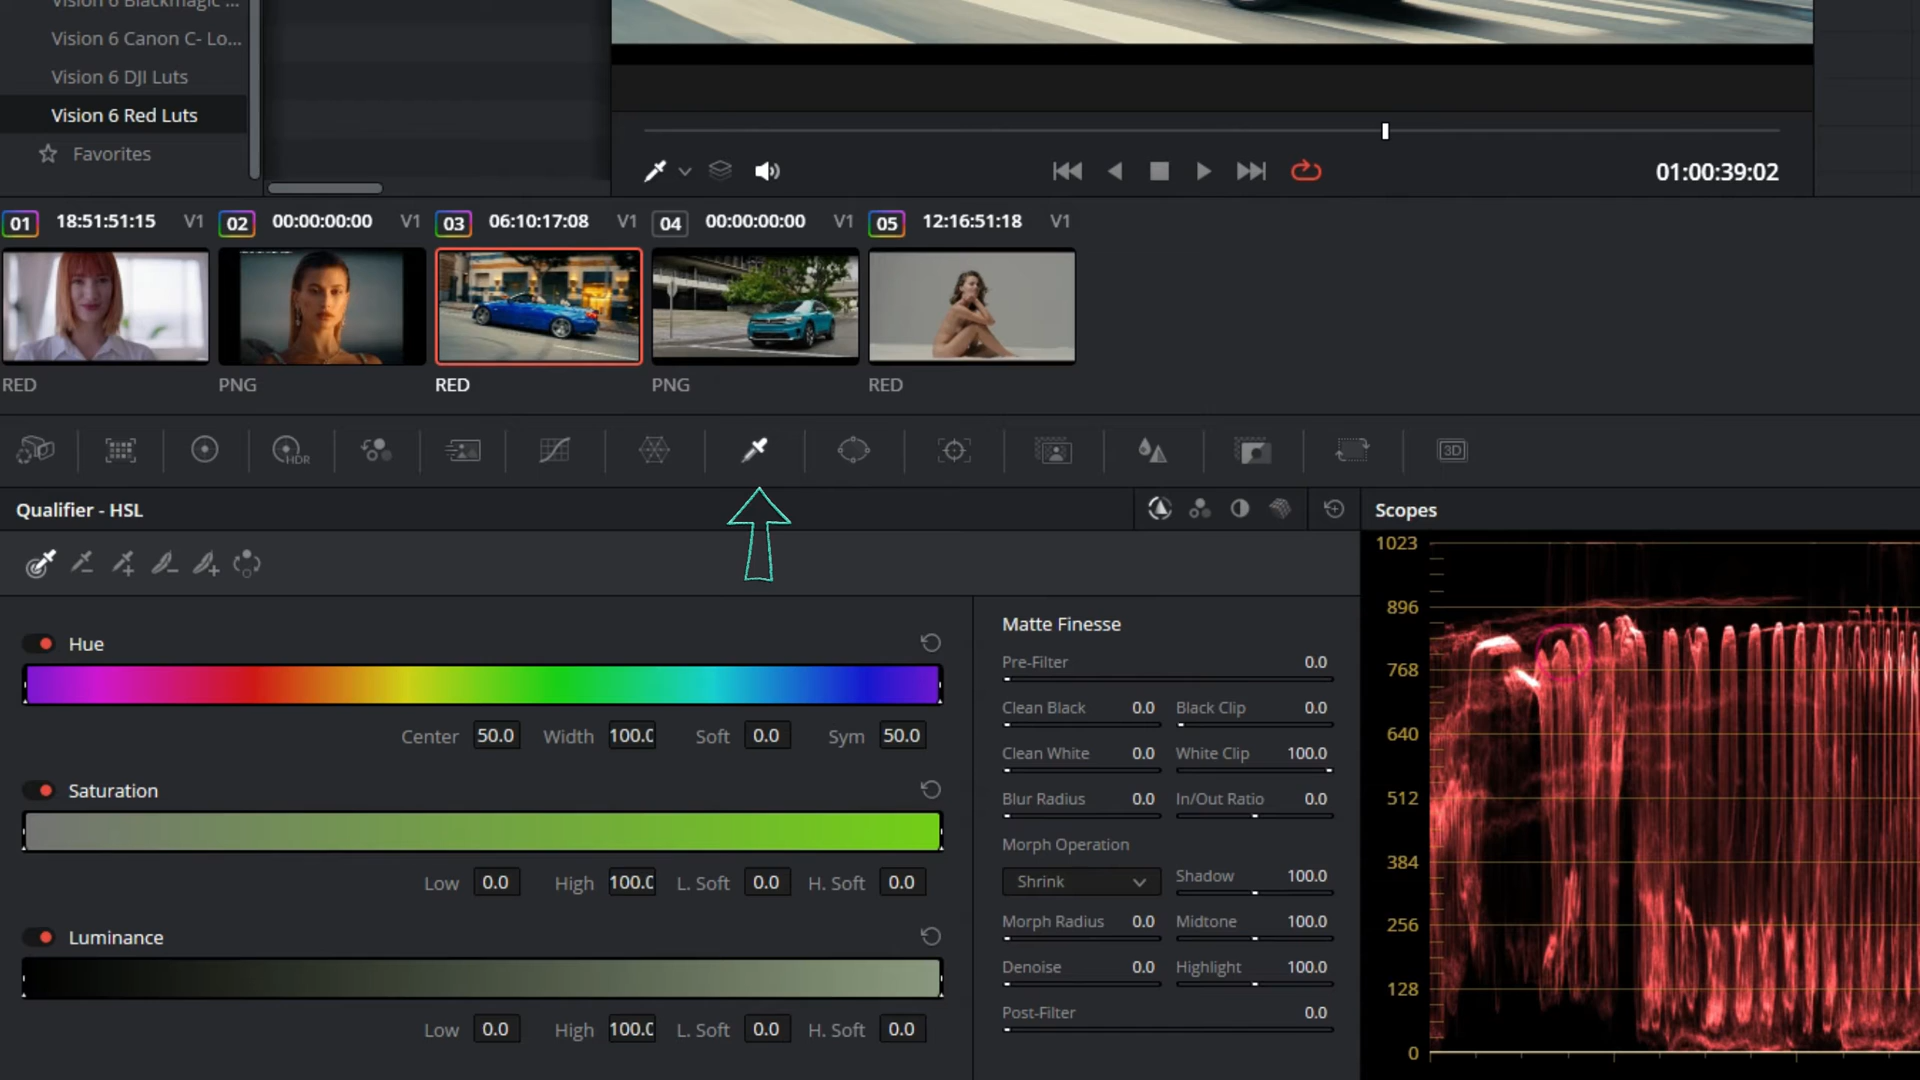 Vision 6 Blackmagic ...
Vision 6 Canon C- Lo...
Vision 6 DJI Luts
Vision 6 Red Luts
Favorites
01:00:39:02
01 18:51:51:15 V1
02 00:00:00:00 V1
03 06:10:17:08 V1
04 00:00:00:00 V1
05 12:16:51:18 V1
RED
PNG
RED
PNG
RED
HDR
3D
Qualifier - HSL
Hue
Center 50.0 Width 100.0 Soft 0.0 Sym 50.0
Saturation
Low 0.0 High 100.0 L. Soft 0.0 H. Soft 0.0
Luminance
Low 0.0 High 100.0 L. Soft 0.0 H. Soft 0.0
Matte Finesse
Pre-Filter 0.0
Clean Black 0.0 Black Clip 0.0
Clean White 0.0 White Clip 100.0
Blur Radius 0.0 In/Out Ratio 0.0
Morph Operation
Shrink Shadow 100.0
Morph Radius 0.0 Midtone 100.0
Denoise 0.0 Highlight 100.0
Post-Filter 0.0
Scopes
1023
896
768
640
512
384
256
128
0